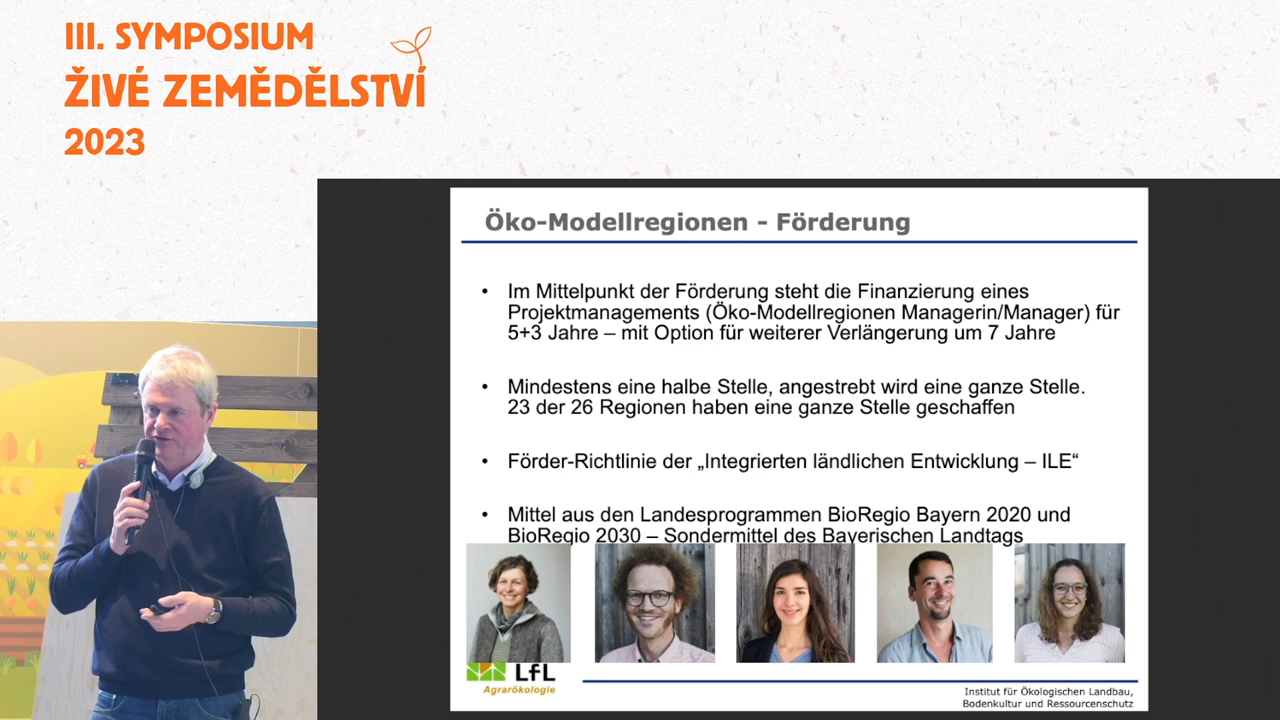 III. SYMPOSIUM
ŽIVÉ ZEMĚDĚLSTVÍ
2023
Öko-Modellregionen - Förderung
• Im Mittelpunkt der Förderung steht die Finanzierung eines
Projektmanagements (Öko-Modellregionen Managerin/Manager) für
5+3 Jahre – mit Option für weiterer Verlängerung um 7 Jahre
• Mindestens eine halbe Stelle, angestrebt wird eine ganze Stelle.
23 der 26 Regionen haben eine ganze Stelle geschaffen
• Förder-Richtlinie der „Integrierten ländlichen Entwicklung – ILE“
• Mittel aus den Landesprogrammen BioRegio Bayern 2020 und
BioRegio 2030 – Sondermittel des Bayerischen Landtags
LfL
Agrarökologie
Institut für Ökologischen Landbau,
Bodenkultur und Ressourcenschutz